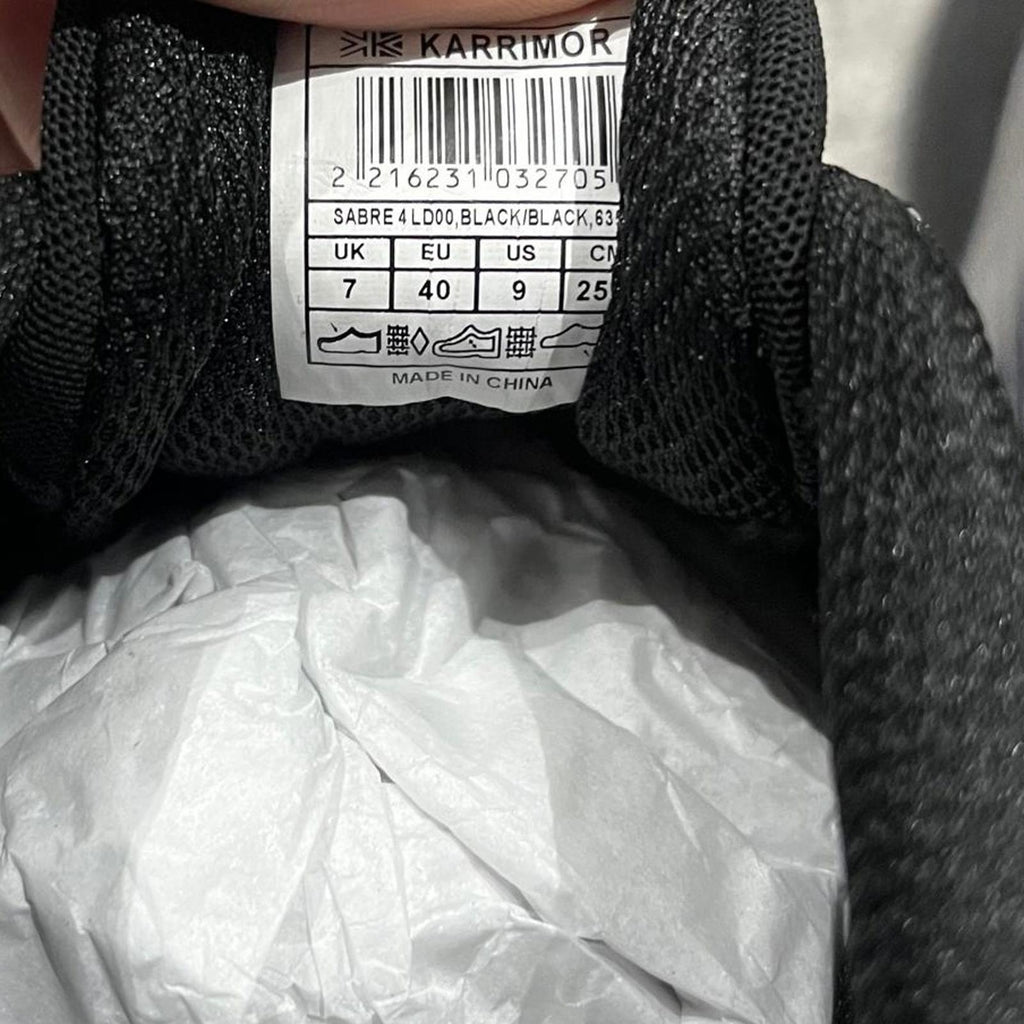 KARRIMOR
2 216231 032705
SABRE 4 LD00,BLACK/BLACK,63
UK EU US
7 40 9 25
MADE IN CHINA